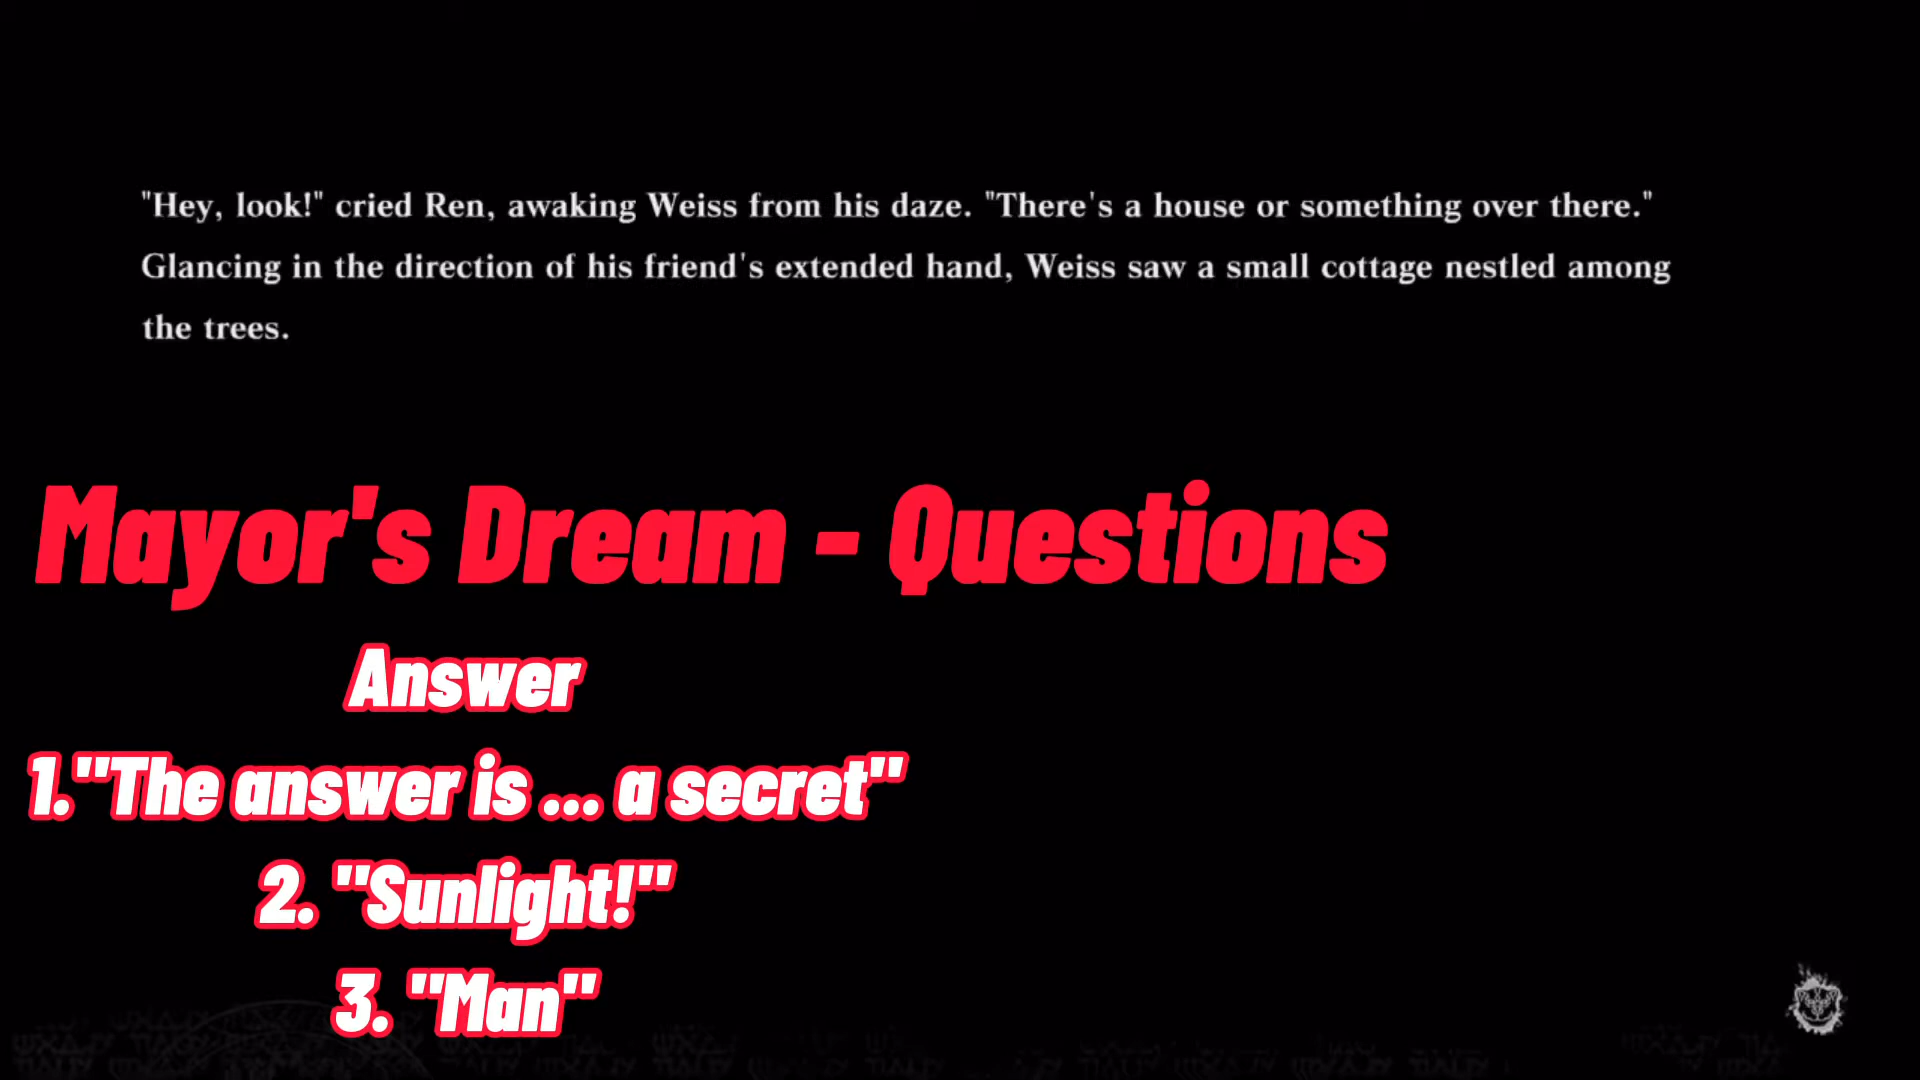 "Hey, look!" cried Ren, awaking Weiss from his daze. "There's a house or something over there."
Glancing in the direction of his friend's extended hand, Weiss saw a small cottage nestled among
the trees.
Mayor's Dream - Questions
Answer
1."The answer is ... a secret"
2. "Sunlight!"
3. "Man"